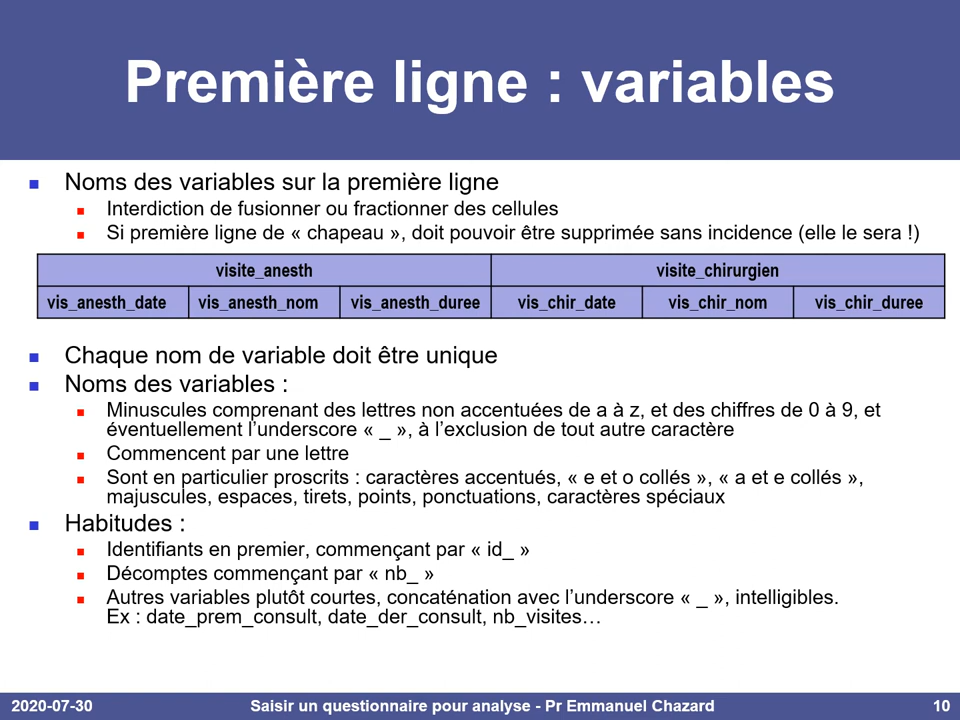 Première ligne : variables
Noms des variables sur la première ligne
Interdiction de fusionner ou fractionner des cellules
Si première ligne de « chapeau », doit pouvoir être supprimée sans incidence (elle le sera !)
visite_anesth visite_chirurgien
vis_anesth_date vis_anesth_nom vis_anesth_duree vis_chir_date vis_chir_nom vis_chir_duree
Chaque nom de variable doit être unique
Noms des variables :
Minuscules comprenant des lettres non accentuées de a à z, et des chiffres de 0 à 9, et
éventuellement l’underscore « _ », à l’exclusion de tout autre caractère
Commencent par une lettre
Sont en particulier proscrits : caractères accentués, « e et o collés », « a et e collés »,
majuscules, espaces, tirets, points, ponctuations, caractères spéciaux
Habitudes :
Identifiants en premier, commençant par « id_ »
Décomptes commençant par « nb_ »
Autres variables plutôt courtes, concaténation avec l’underscore « _ », intelligibles.
Ex : date_prem_consult, date_der_consult, nb_visites…
2020-07-30 Saisir un questionnaire pour analyse - Pr Emmanuel Chazard 10